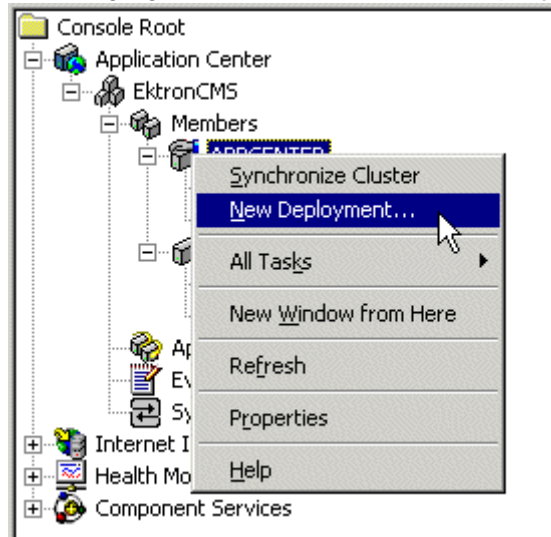 Console Root
Application Center
EktronCMS
Members
APPCENTER
Synchronize Cluster
New Deployment...
All Tasks
New Window from Here
Refresh
Properties
Help
Internet I
Health Mo
Component Services